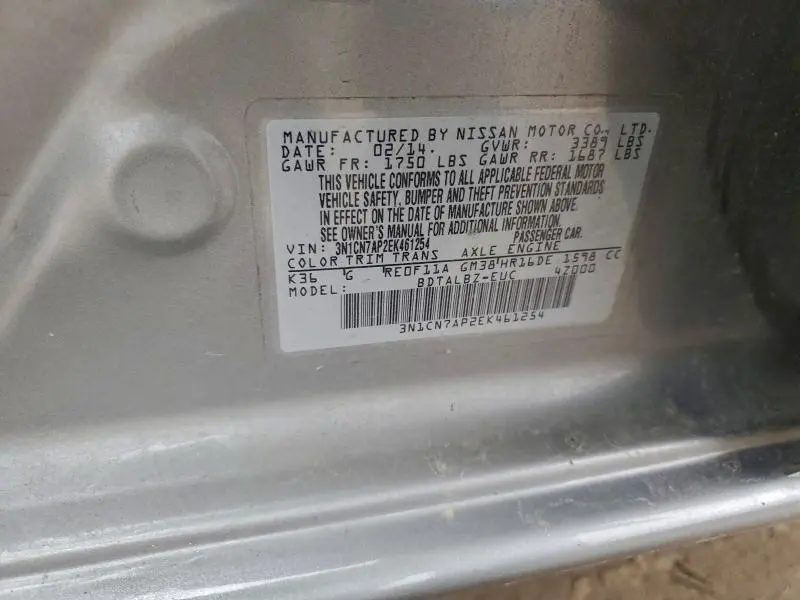 MANUFACTURED BY NISSAN MOTOR CO., LTD.
DATE: 02/14. GVWR: 3389 LBS
GAWR FR: 1750 LBS GAWR RR: 1687 LBS
THIS VEHICLE CONFORMS TO ALL APPLICABLE FEDERAL MOTOR
VEHICLE SAFETY, BUMPER AND THEFT PREVENTION STANDARDS
IN EFFECT ON THE DATE OF MANUFACTURE SHOWN ABOVE.
SEE OWNER'S MANUAL FOR ADDITIONAL INFORMATION.
VIN: 3N1CN7AP2EK461254 PASSENGER CAR.
COLOR TRIM TRANS AXLE ENGINE
K36 G RE0F11A GM38 HR16DE 1598 CC
MODEL: BDTALBZ-EUC 4Z000
3N1CN7AP2EK461254